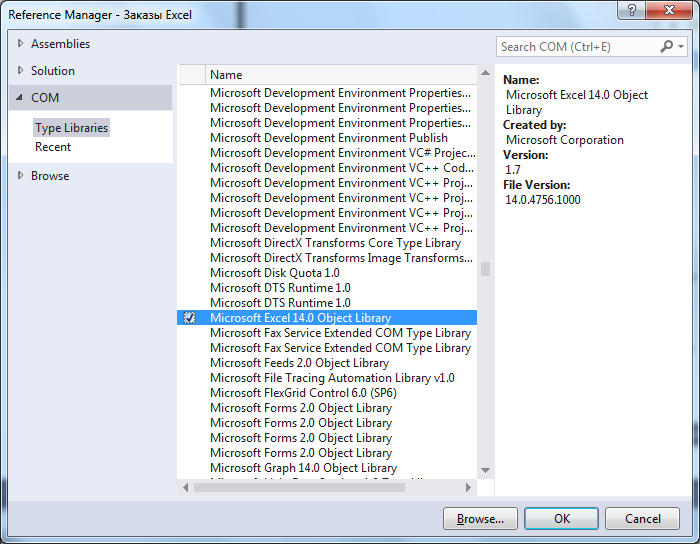 Reference Manager - Заказы Excel
Assemblies
Solution
COM
Type Libraries
Recent
Browse
Name
Microsoft Development Environment Properties...
Microsoft Development Environment Properties...
Microsoft Development Environment Properties...
Microsoft Development Environment Publish
Microsoft Development Environment VC# Projec...
Microsoft Development Environment VC++ Cod...
Microsoft Development Environment VC++ Proj...
Microsoft Development Environment VC++ Proj...
Microsoft Development Environment VC++ Proj...
Microsoft Development Environment VC++ Proj...
Microsoft DirectX Transforms Core Type Library
Microsoft DirectX Transforms Image Transforms...
Microsoft Disk Quota 1.0
Microsoft DTS Runtime 1.0
Microsoft DTS Runtime 1.0
Microsoft Excel 14.0 Object Library
Microsoft Fax Service Extended COM Type Library
Microsoft Fax Service Extended COM Type Library
Microsoft Feeds 2.0 Object Library
Microsoft File Tracing Automation Library v1.0
Microsoft FlexGrid Control 6.0 (SP6)
Microsoft Forms 2.0 Object Library
Microsoft Forms 2.0 Object Library
Microsoft Forms 2.0 Object Library
Microsoft Forms 2.0 Object Library
Microsoft Graph 14.0 Object Library
Search COM (Ctrl+E)
Name:
Microsoft Excel 14.0 Object
Library
Created by:
Microsoft Corporation
Version:
1.7
File Version:
14.0.4756.1000
Browse...
OK
Cancel